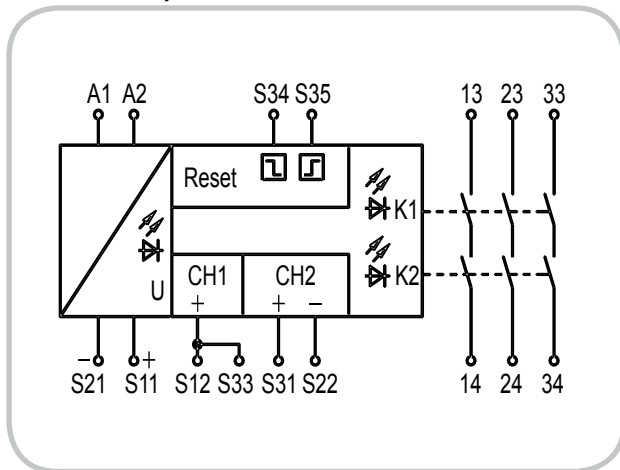 A1 A2 S34 S35 13 23 33
Reset
K1
U CH1 CH2 K2
+ + −
− +
S21 S11 S12 S33 S31 S22 14 24 34